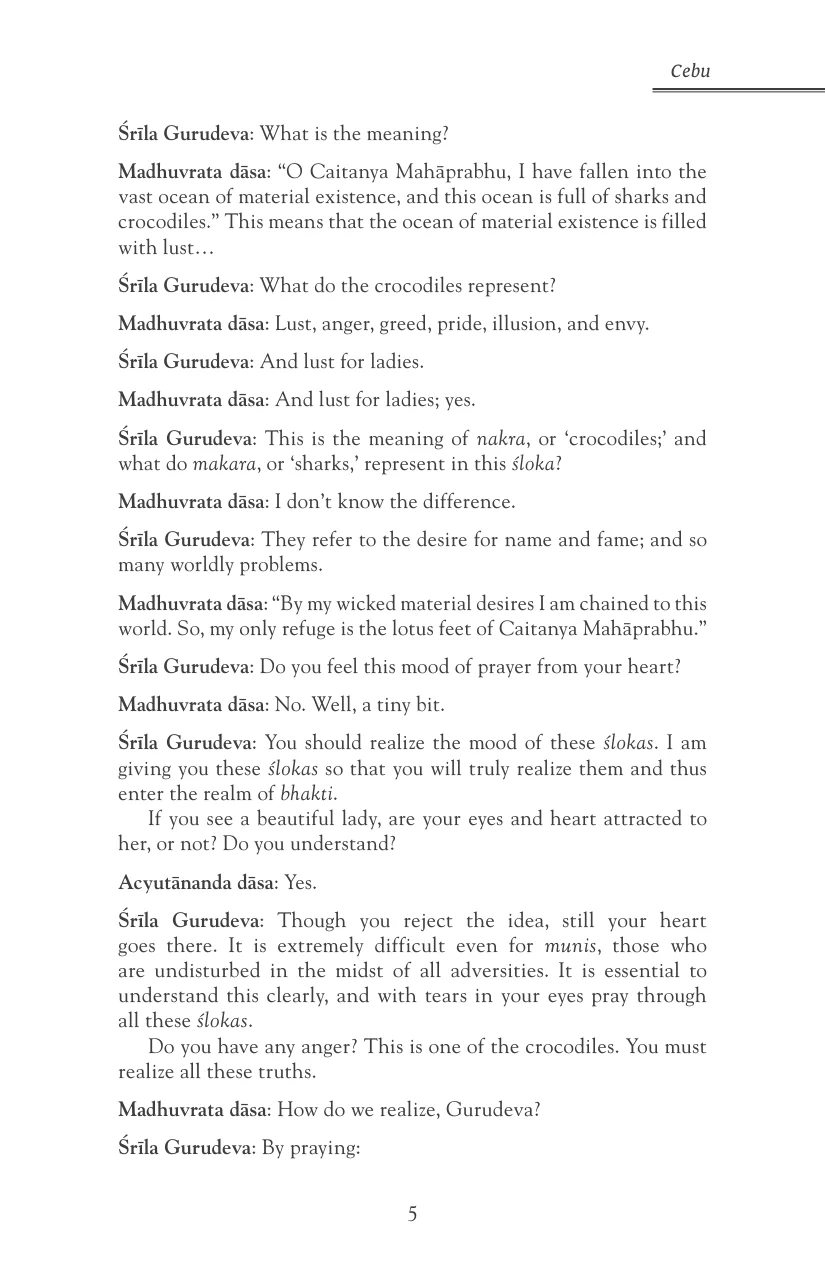 Cebu
Śrīla Gurudeva: What is the meaning?
Madhuvrata dāsa: “O Caitanya Mahāprabhu, I have fallen into the
vast ocean of material existence, and this ocean is full of sharks and
crocodiles.” This means that the ocean of material existence is filled
with lust…
Śrīla Gurudeva: What do the crocodiles represent?
Madhuvrata dāsa: Lust, anger, greed, pride, illusion, and envy.
Śrīla Gurudeva: And lust for ladies.
Madhuvrata dāsa: And lust for ladies; yes.
Śrīla Gurudeva: This is the meaning of nakra, or ‘crocodiles;’ and
what do makara, or ‘sharks,’ represent in this śloka?
Madhuvrata dāsa: I don’t know the difference.
Śrīla Gurudeva: They refer to the desire for name and fame; and so
many worldly problems.
Madhuvrata dāsa: “By my wicked material desires I am chained to this
world. So, my only refuge is the lotus feet of Caitanya Mahāprabhu.”
Śrīla Gurudeva: Do you feel this mood of prayer from your heart?
Madhuvrata dāsa: No. Well, a tiny bit.
Śrīla Gurudeva: You should realize the mood of these ślokas. I am
giving you these ślokas so that you will truly realize them and thus
enter the realm of bhakti.
If you see a beautiful lady, are your eyes and heart attracted to
her, or not? Do you understand?
Acyutānanda dāsa: Yes.
Śrīla Gurudeva: Though you reject the idea, still your heart
goes there. It is extremely difficult even for munis, those who
are undisturbed in the midst of all adversities. It is essential to
understand this clearly, and with tears in your eyes pray through
all these ślokas.
Do you have any anger? This is one of the crocodiles. You must
realize all these truths.
Madhuvrata dāsa: How do we realize, Gurudeva?
Śrīla Gurudeva: By praying:
5